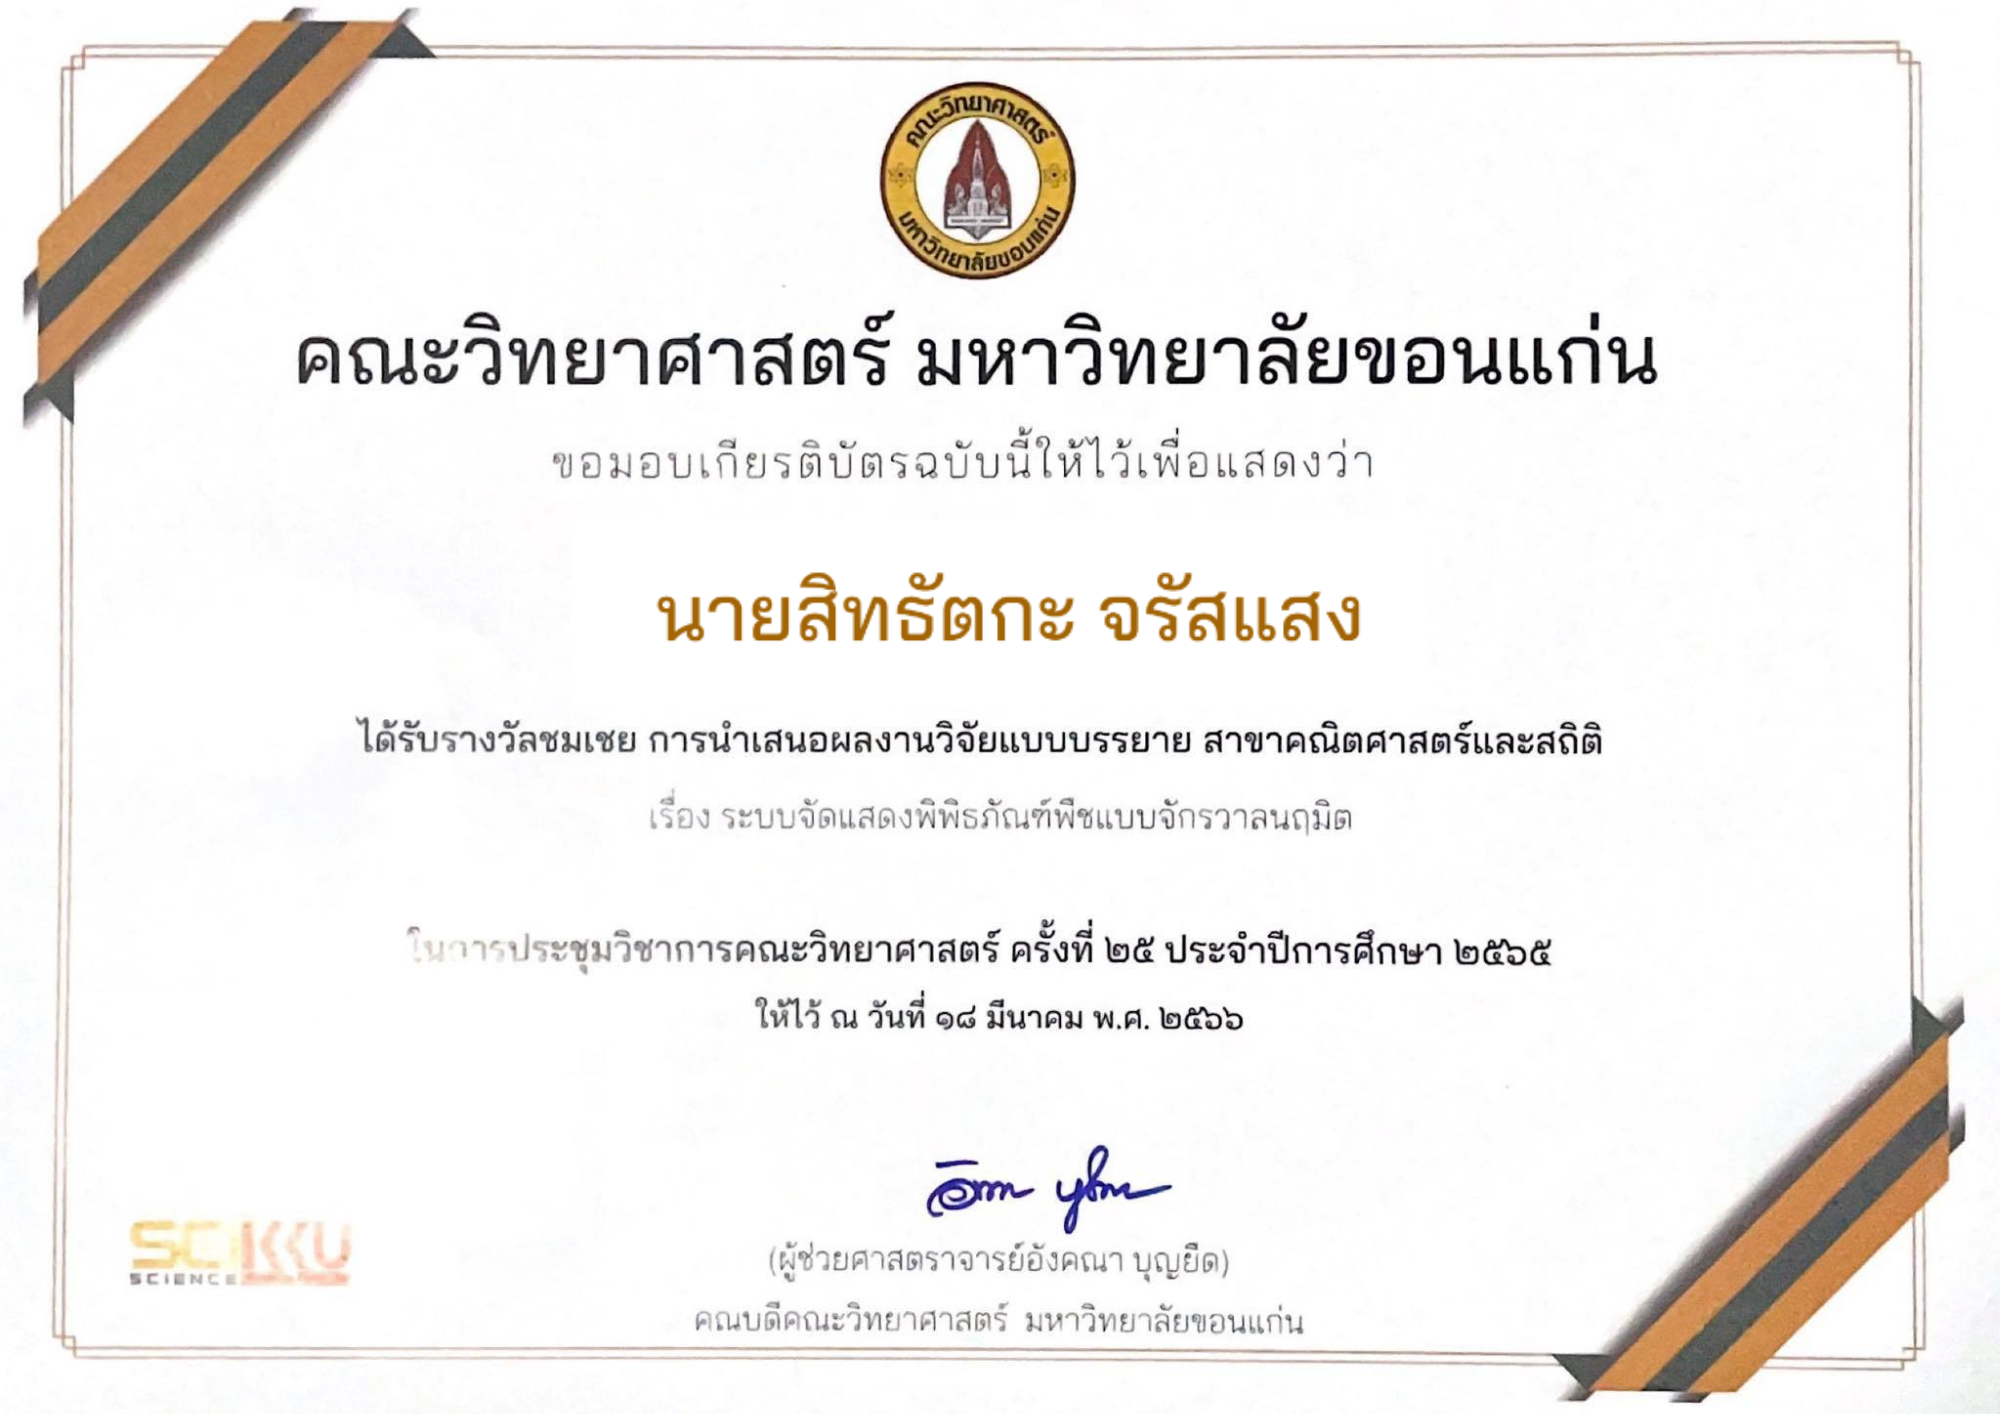 คณะวิทยาศาสตร์
มหาวิทยาลัยขอนแก่น
คณะวิทยาศาสตร์ มหาวิทยาลัยขอนแก่น
ขอมอบเกียรติบัตรฉบับนี้ให้ไว้เพื่อแสดงว่า
นายสิทธัตกะ จรัสแสง
ได้รับรางวัลชมเชย การนำเสนอผลงานวิจัยแบบบรรยาย สาขาคณิตศาสตร์และสถิติ
เรื่อง ระบบจัดแสดงพิพิธภัณฑ์พืชแบบจักรวาลนฤมิต
ในการประชุมวิชาการคณะวิทยาศาสตร์ ครั้งที่ ๒๕ ประจำปีการศึกษา ๒๕๖๕
ให้ไว้ ณ วันที่ ๑๘ มีนาคม พ.ศ. ๒๕๖๖
SCIKKU
SCIENCE
(ผู้ช่วยศาสตราจารย์อังคณา บุญยืด)
คณบดีคณะวิทยาศาสตร์ มหาวิทยาลัยขอนแก่น